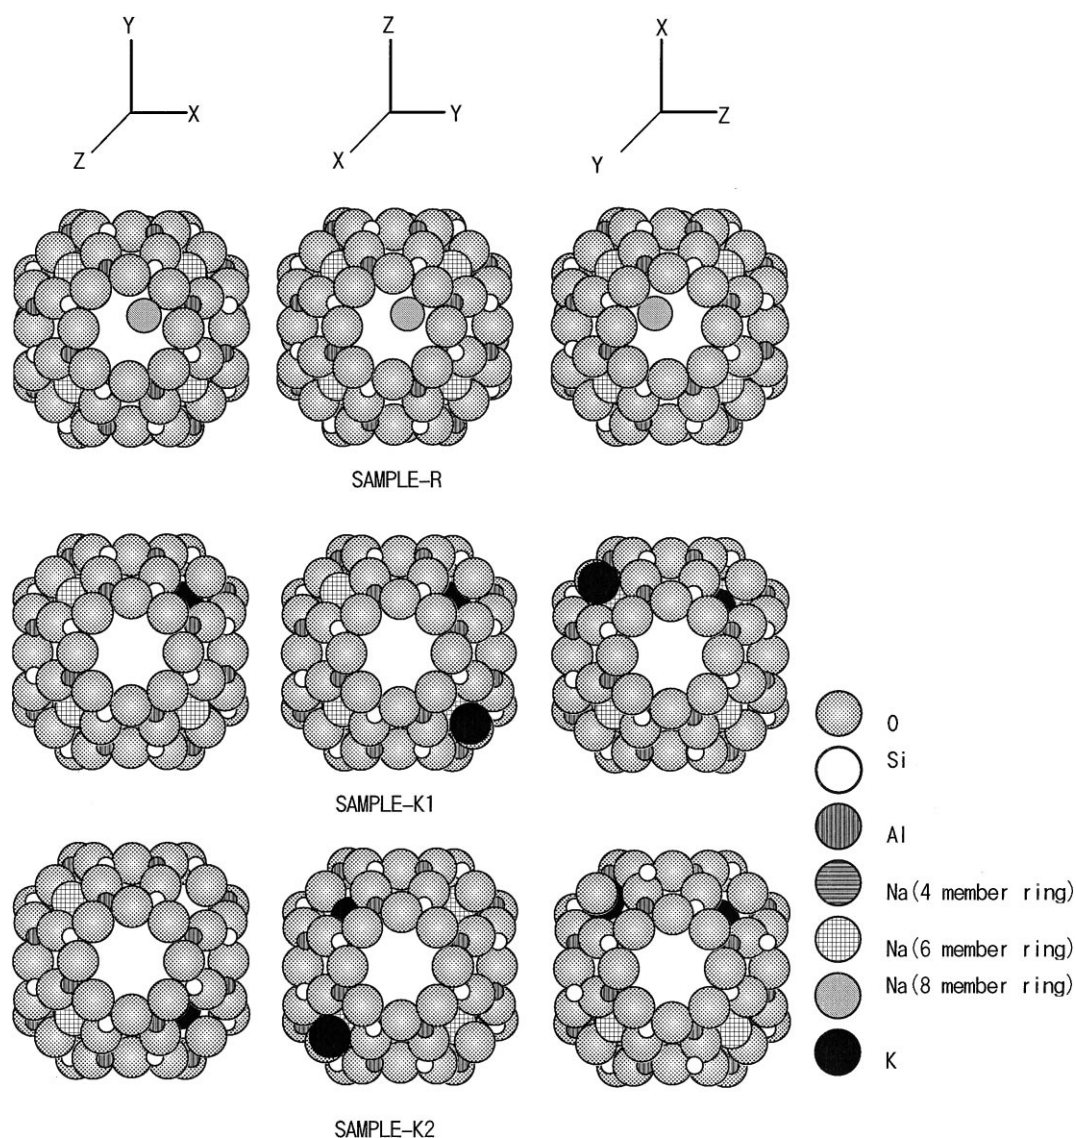 Y
X
Z
Z
Y
X
X
Z
Y
SAMPLE-R
SAMPLE-K1
SAMPLE-K2
O
Si
Al
Na(4 member ring)
Na(6 member ring)
Na(8 member ring)
K